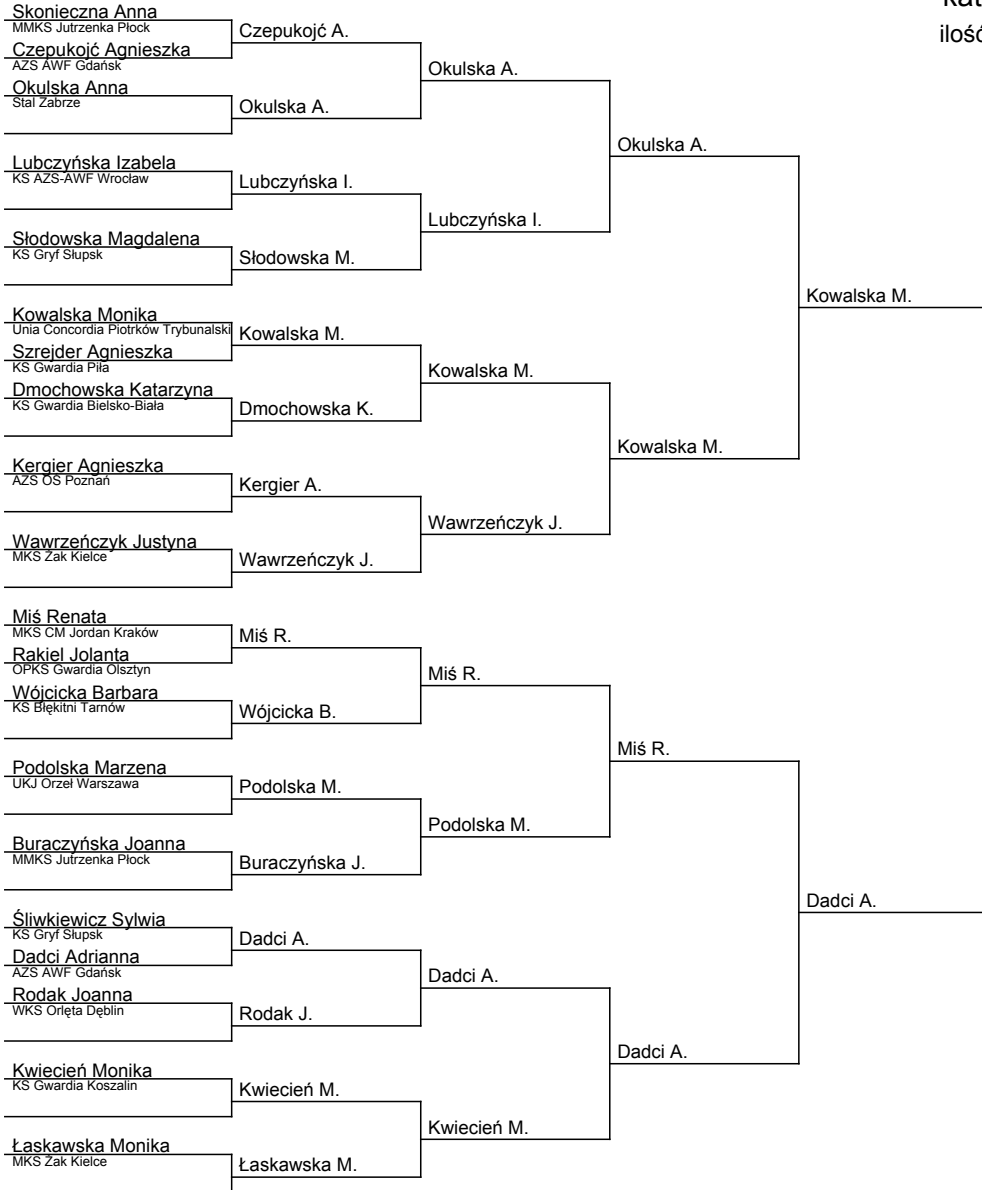 kat
ilość
Skonieczna Anna
MMKS Jutrzenka Płock
Czepukojć Agnieszka
AZS AWF Gdańsk
Okulska Anna
Stal Zabrze
Lubczyńska Izabela
KS AZS-AWF Wrocław
Słodowska Magdalena
KS Gryf Słupsk
Kowalska Monika
Unia Concordia Piotrków Trybunalski
Szrejder Agnieszka
KS Gwardia Piła
Dmochowska Katarzyna
KS Gwardia Bielsko-Biała
Kergier Agnieszka
AZS OŚ Poznań
Wawrzeńczyk Justyna
MKS Żak Kielce
Miś Renata
MKS CM Jordan Kraków
Rakiel Jolanta
OPKS Gwardia Olsztyn
Wójcicka Barbara
KS Błękitni Tarnów
Podolska Marzena
UKJ Orzeł Warszawa
Buraczyńska Joanna
MMKS Jutrzenka Płock
Śliwkiewicz Sylwia
KS Gryf Słupsk
Dadci Adrianna
AZS AWF Gdańsk
Rodak Joanna
WKS Orlęta Dęblin
Kwiecień Monika
KS Gwardia Koszalin
Łaskawska Monika
MKS Żak Kielce
Czepukojć A.
Okulska A.
Lubczyńska I.
Słodowska M.
Kowalska M.
Dmochowska K.
Kergier A.
Wawrzeńczyk J.
Miś R.
Wójcicka B.
Podolska M.
Buraczyńska J.
Dadci A.
Rodak J.
Kwiecień M.
Łaskawska M.
Okulska A.
Lubczyńska I.
Kowalska M.
Wawrzeńczyk J.
Miś R.
Podolska M.
Dadci A.
Kwiecień M.
Okulska A.
Kowalska M.
Miś R.
Dadci A.
Kowalska M.
Dadci A.